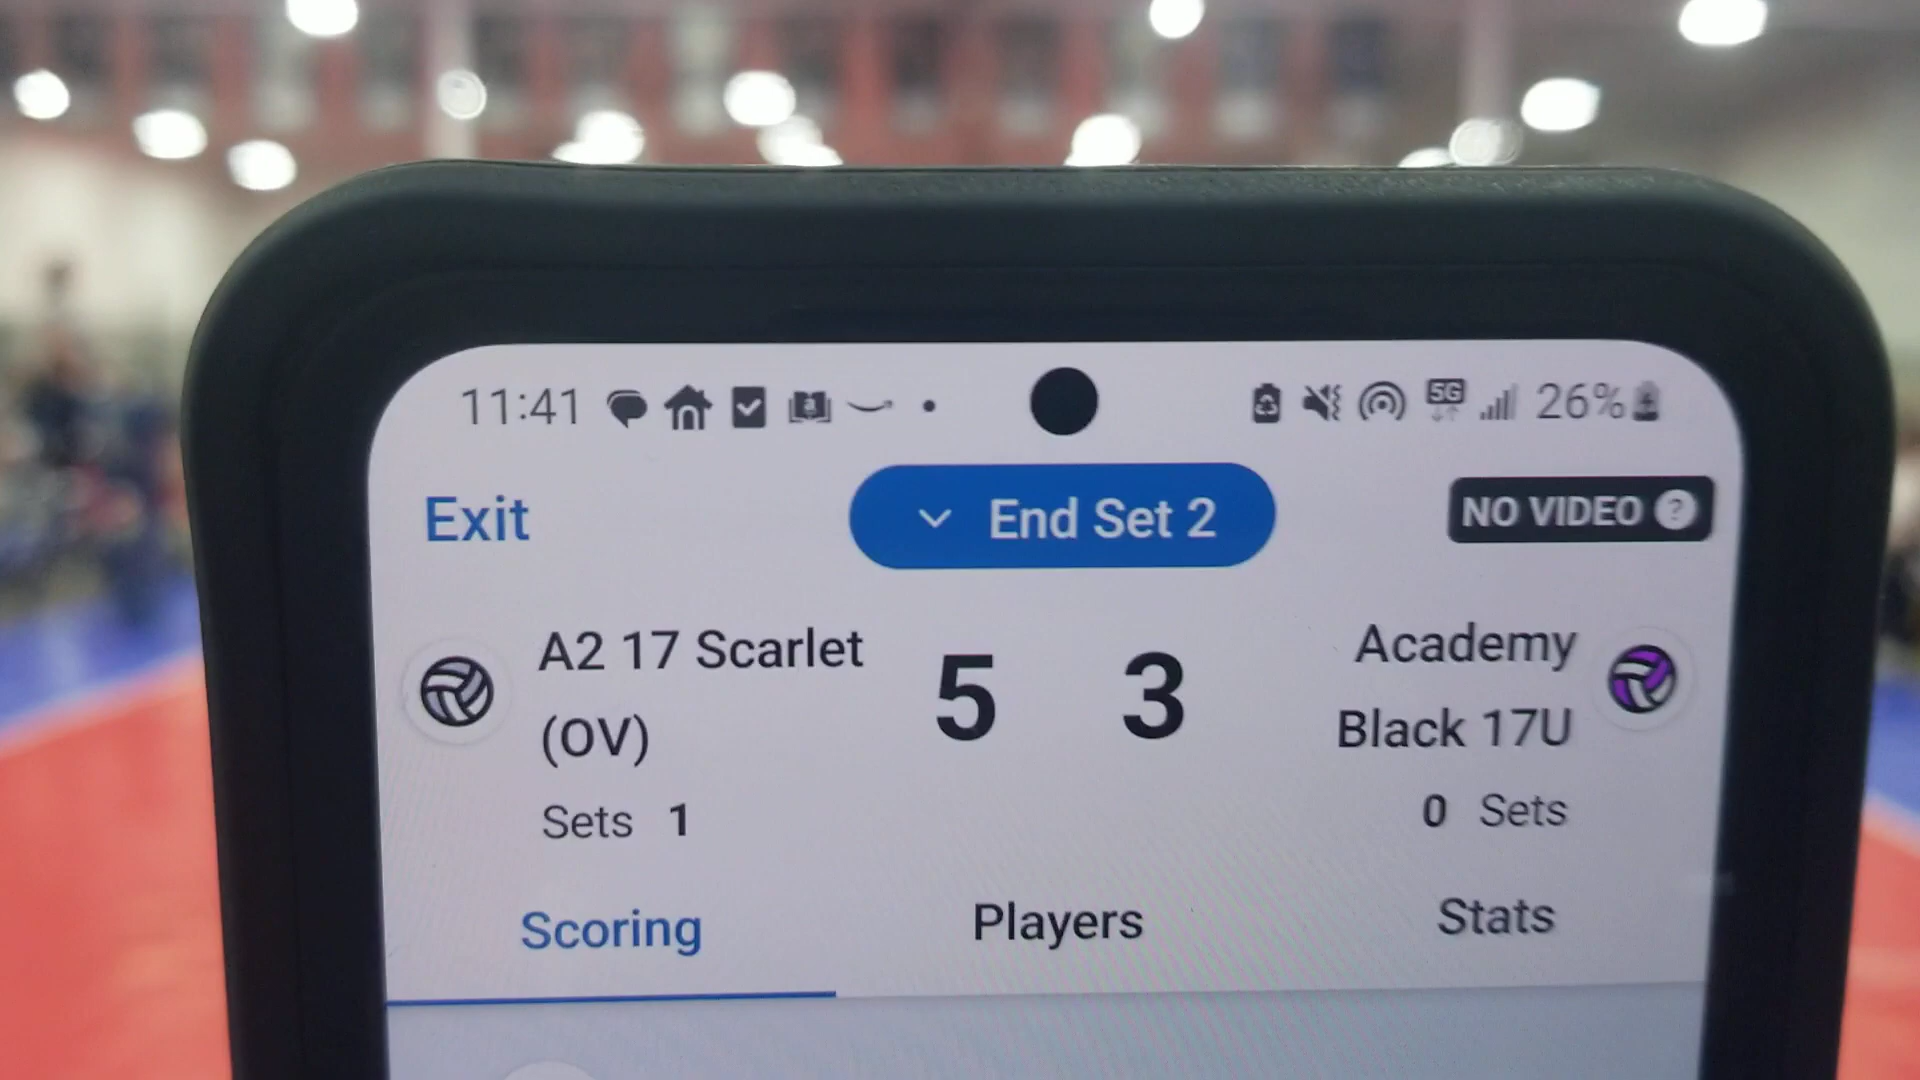 11:41 5G 26%
Exit End Set 2 NO VIDEO ?
A2 17 Scarlet 5 3 Academy
(OV) Black 17U
Sets 1 0 Sets
Scoring Players Stats